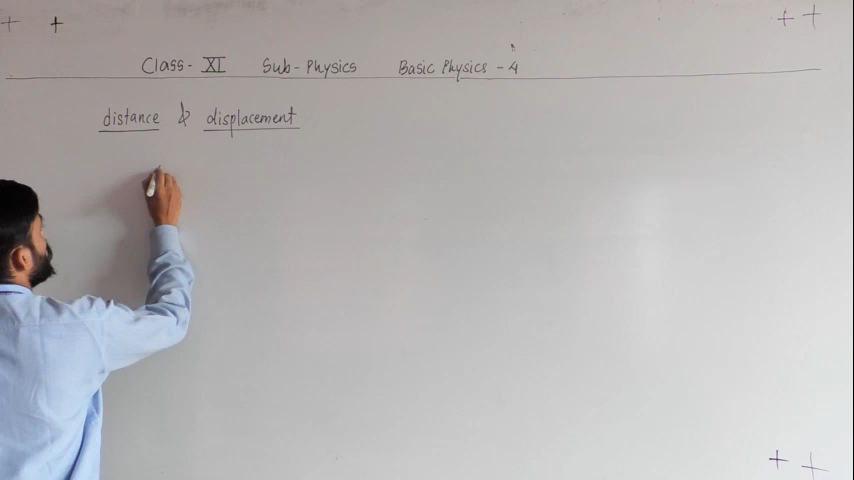 Class - XI Sub - Physics Basic Physics - 4
distance & displacement